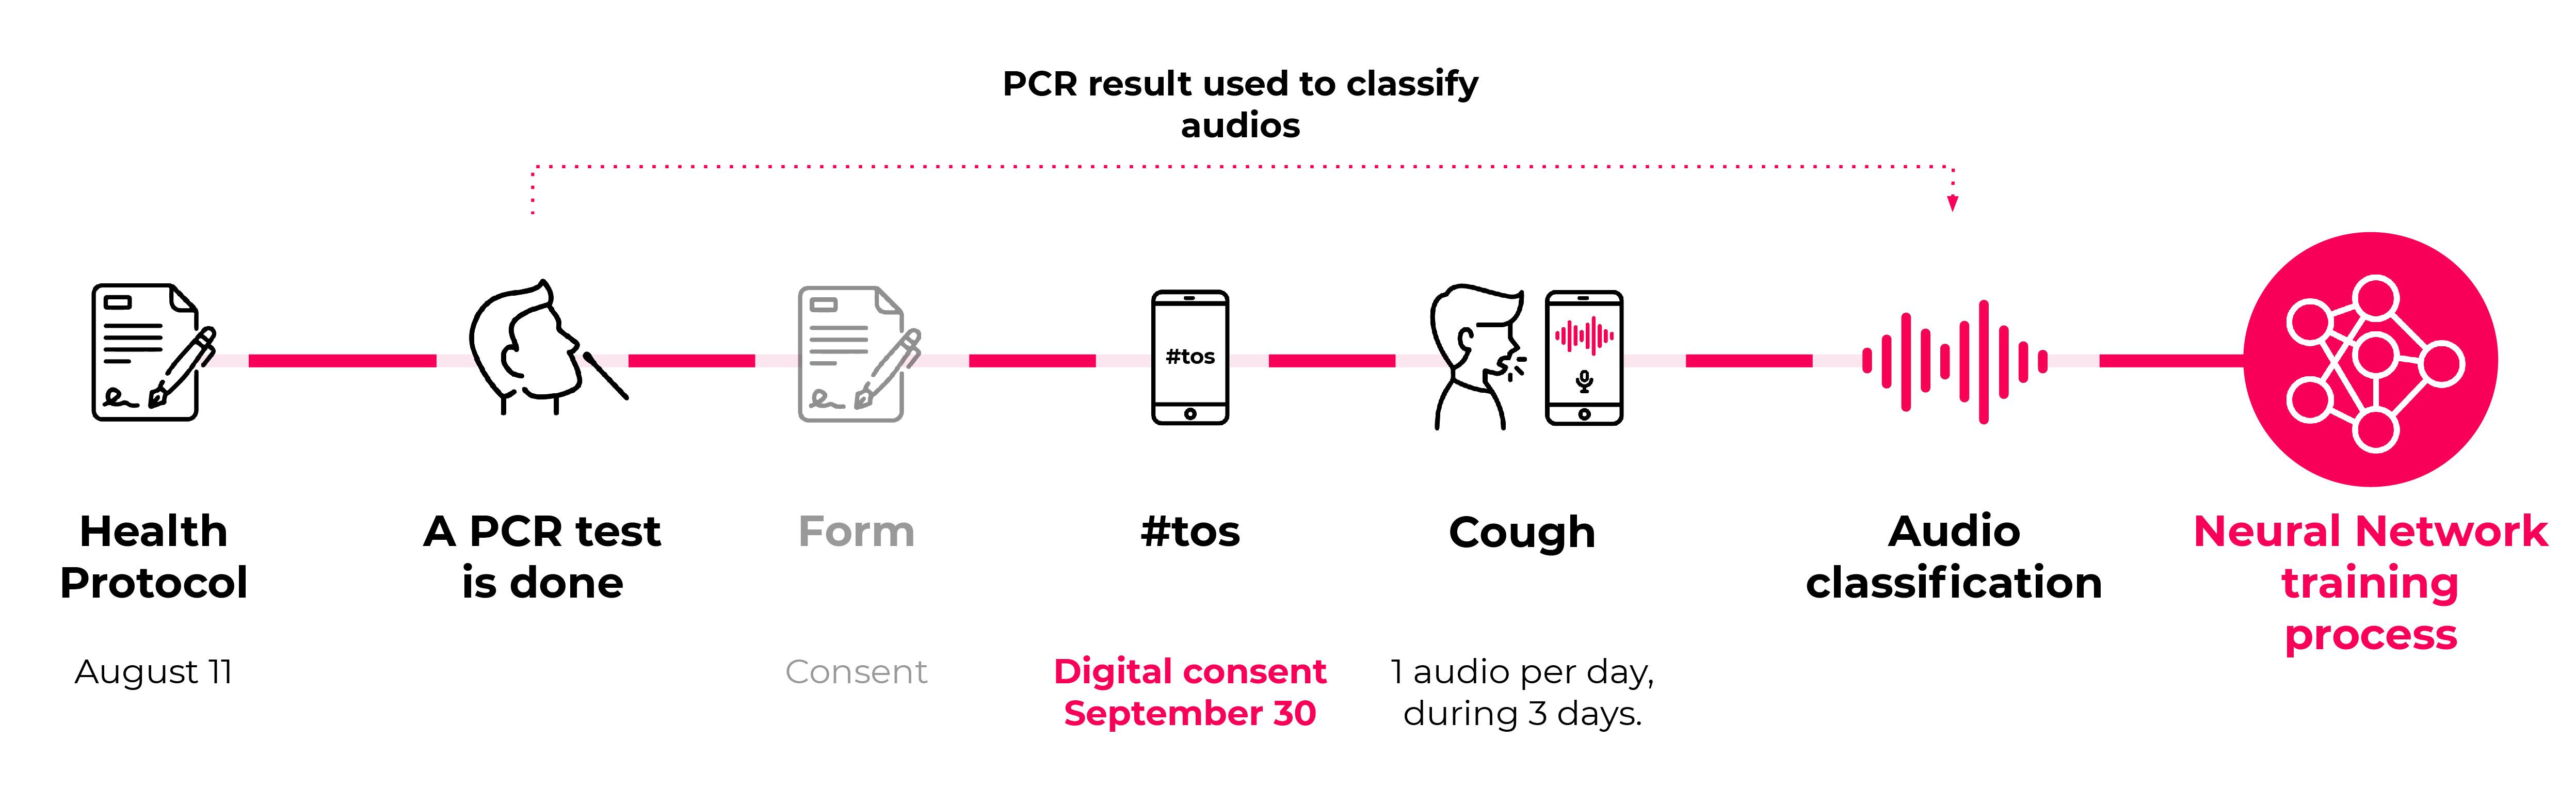 PCR result used to classify
audios
#tos
Health
Protocol
August 11
A PCR test
is done
Form
Consent
#tos
Digital consent
September 30
Cough
1 audio per day,
during 3 days.
Audio
classification
Neural Network
training
process